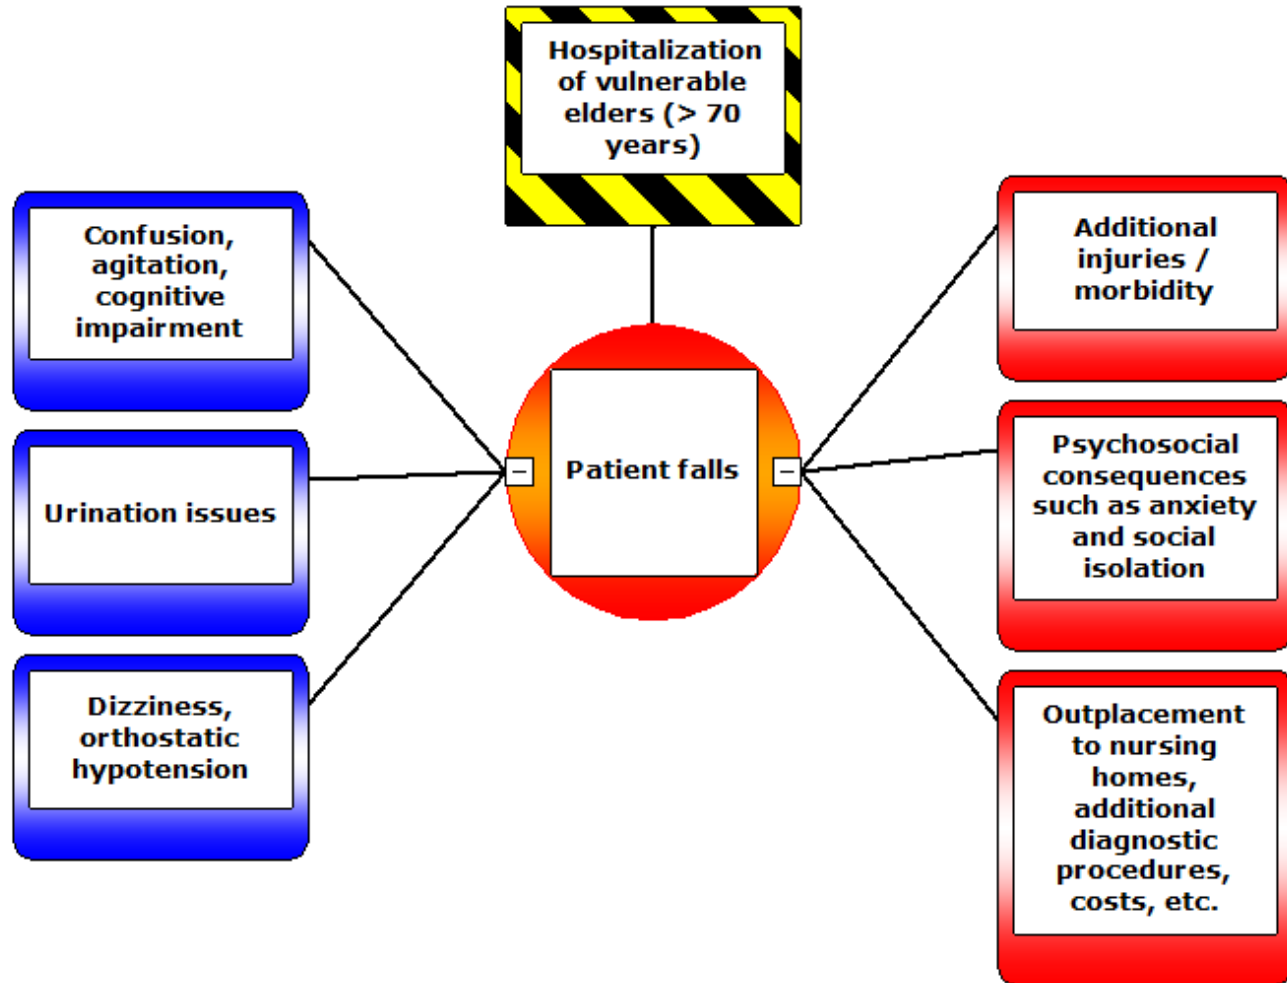 Hospitalization
of vulnerable
elders (> 70
years)
Confusion,
agitation,
cognitive
impairment
Urination issues
Dizziness,
orthostatic
hypotension
Patient falls
Additional
injuries /
morbidity
Psychosocial
consequences
such as anxiety
and social
isolation
Outplacement
to nursing
homes,
additional
diagnostic
procedures,
costs, etc.